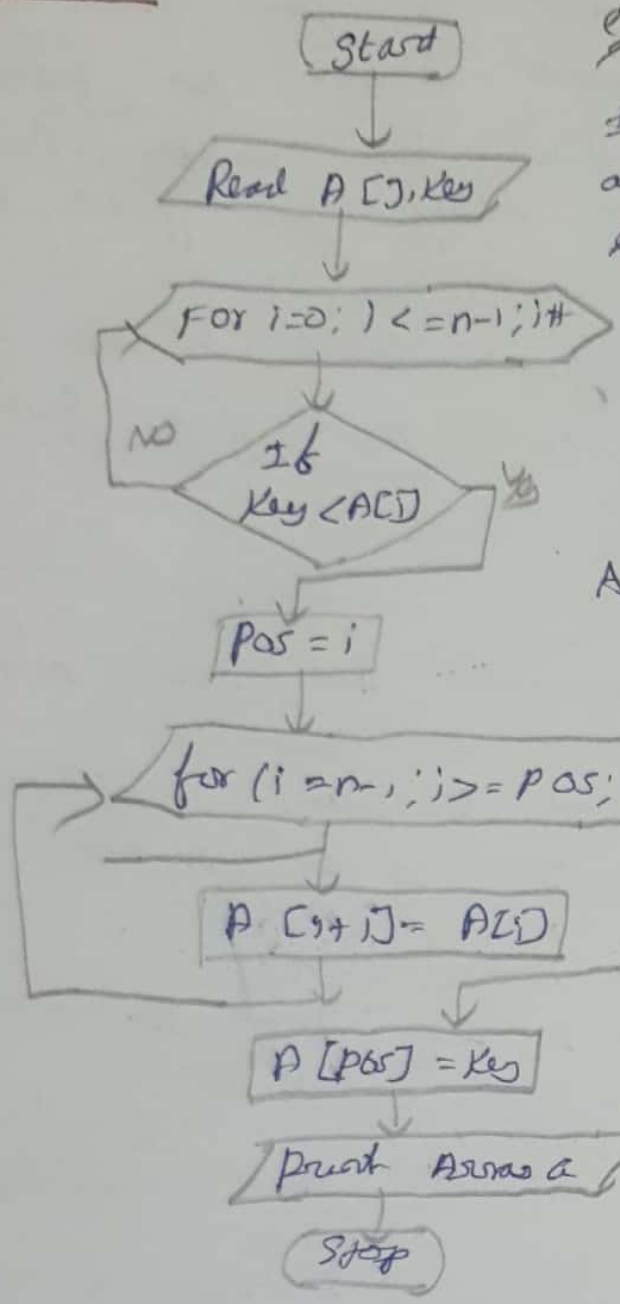 Start
Read A[], Key
For i=0; i<=n-1; i++
NO
If
Key<A[i]
Yes
Pos = i
for (i=n-1; i>=pos;
A[i+1]= A[i]
A[pos] = Key
print Array a
Stop